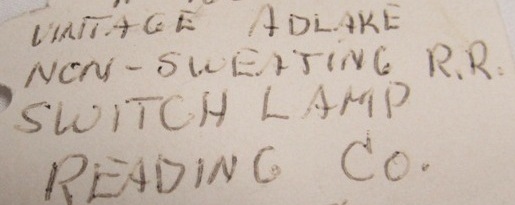 VINTAGE ADLAKE
NON-SWEATING R.R.
SWITCH LAMP
READING Co.